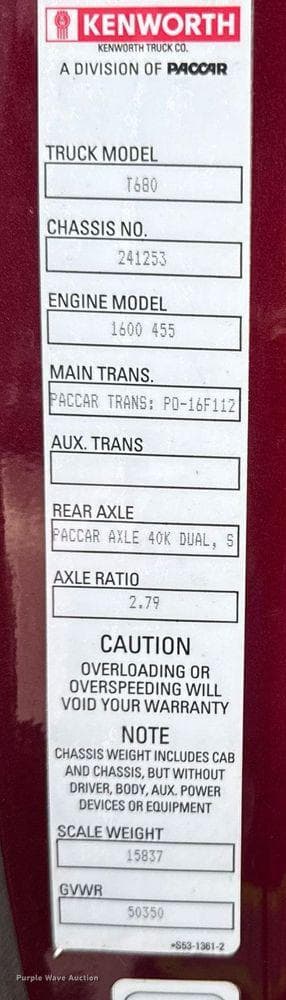 KENWORTH
KENWORTH TRUCK CO.
A DIVISION OF PACCAR
TRUCK MODEL
T680
CHASSIS NO.
241253
ENGINE MODEL
1600 455
MAIN TRANS.
PACCAR TRANS: PO-16F112
AUX. TRANS
REAR AXLE
PACCAR AXLE 40K DUAL, S
AXLE RATIO
2.79
CAUTION
OVERLOADING OR
OVERSPEEDING WILL
VOID YOUR WARRANTY
NOTE
CHASSIS WEIGHT INCLUDES CAB
AND CHASSIS, BUT WITHOUT
DRIVER, BODY, AUX. POWER
DEVICES OR EQUIPMENT
SCALE WEIGHT
15837
GVWR
50350
*S53-1361-2
Purple Wave Auction